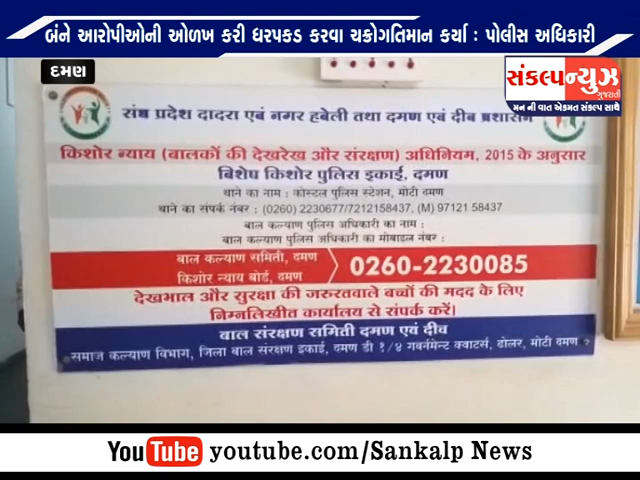 બંને આરોપીઓની ઓળખ કરી ધરપકડ કરવા ચક્રોગતિમાન કર્યા : પોલીસ અધિકારી
દમણ
સંકલ્પન્યુઝ
ગુજરાતી
મન ની વાત એકમત સંકલ્પ સાથે
संघ प्रदेश दादरा एवं नगर हवेली तथा दमण एवं दीव प्रशासन
किशोर न्याय (बालकों की देखरेख और संरक्षण) अधिनियम, 2015 के अनुसार
बिशेष किशोर पुलिस इकाई, दमण
थाने का नाम : कोस्टल पुलिस स्टेशन, मोटी दमण
थाने का संपर्क नंबर : (0260) 2230677/7212158437, (M) 97121 58437
बाल कल्याण पुलिस अधिकारी का नाम :
बाल कल्याण पुलिस अधिकारी का मोबाइल नंबर :
बाल कल्याण समिती, दमण
किशोर न्याय बोर्ड, दमण
0260-2230085
देखभाल और सुरक्षा की जरुरतवाले बच्चों की मदद के लिए
निम्नलिखीत कार्यालय से संपर्क करें।
बाल संरक्षण समिति दमण एवं दीव
समाज कल्याण विभाग, जिला बाल संरक्षण इकाई, दमण डी १/४ गवर्नमेन्ट क्वार्टर्स, ढोलर, मोटी दमण
You Tube youtube.com/Sankalp News